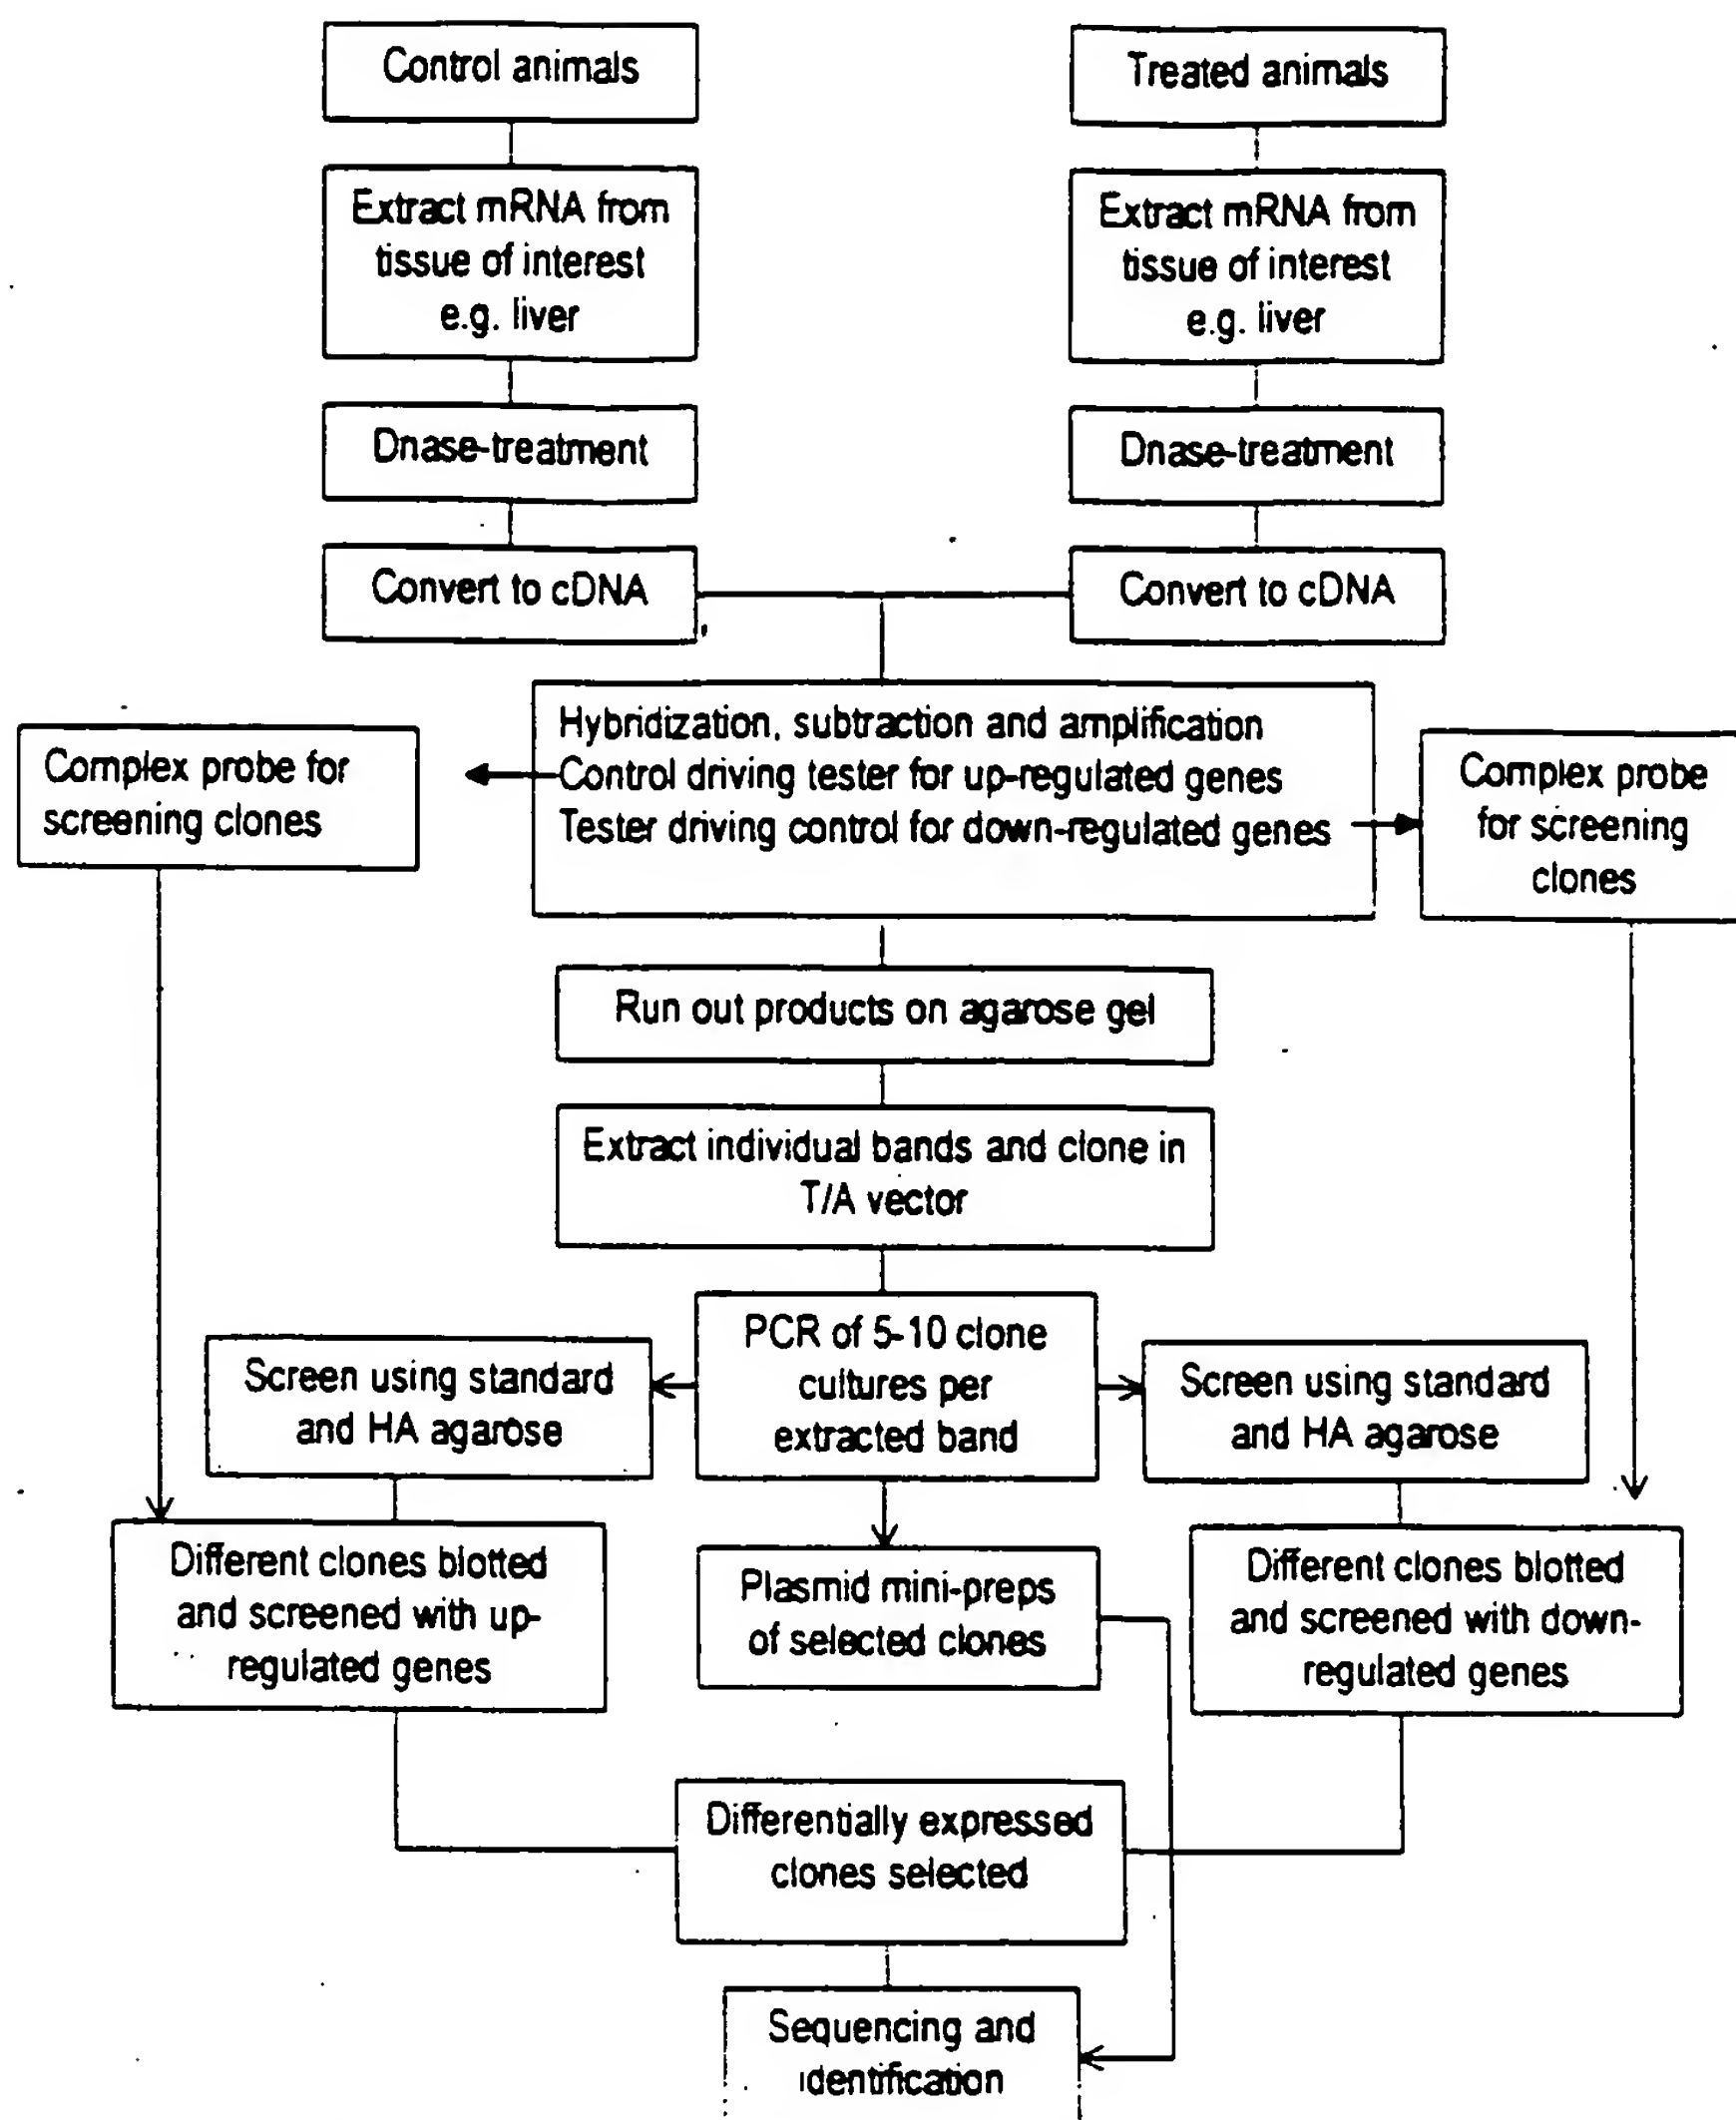 Control animals
Treated animals
Extract mRNA from
tissue of interest
e.g. liver
Extract mRNA from
tissue of interest
e.g. liver
Dnase-treatment
Dnase-treatment
Convert to cDNA
Convert to cDNA
Hybridization, subtraction and amplification
Control driving tester for up-regulated genes
Tester driving control for down-regulated genes
Complex probe for
screening clones
Complex probe
for screening
clones
Run out products on agarose gel
Extract individual bands and clone in
T/A vector
PCR of 5-10 clone
cultures per
extracted band
Screen using standard
and HA agarose
Screen using standard
and HA agarose
Different clones blotted
and screened with up-
regulated genes
Plasmid mini-preps
of selected clones
Different clones blotted
and screened with down-
regulated genes
Differentially expressed
clones selected
Sequencing and
identification